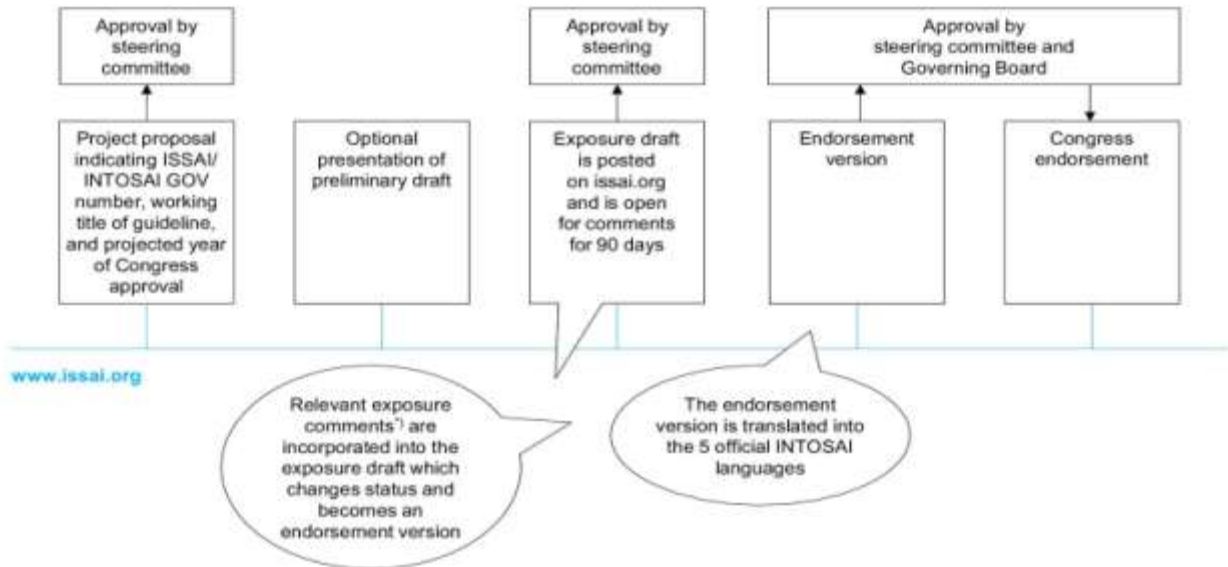 Approval by
steering
committee
Approval by
steering
committee
Approval by
steering committee and
Governing Board
Project proposal
indicating ISSAI/
INTOSAI GOV
number, working
title of guideline,
and projected year
of Congress
approval
Optional
presentation of
preliminary draft
Exposure draft
is posted
on issai.org
and is open
for comments
for 90 days
Endorsement
version
Congress
endorsement
www.issai.org
Relevant exposure
comments*) are
incorporated into the
exposure draft which
changes status and
becomes an
endorsement version
The endorsement
version is translated into
the 5 official INTOSAI
languages